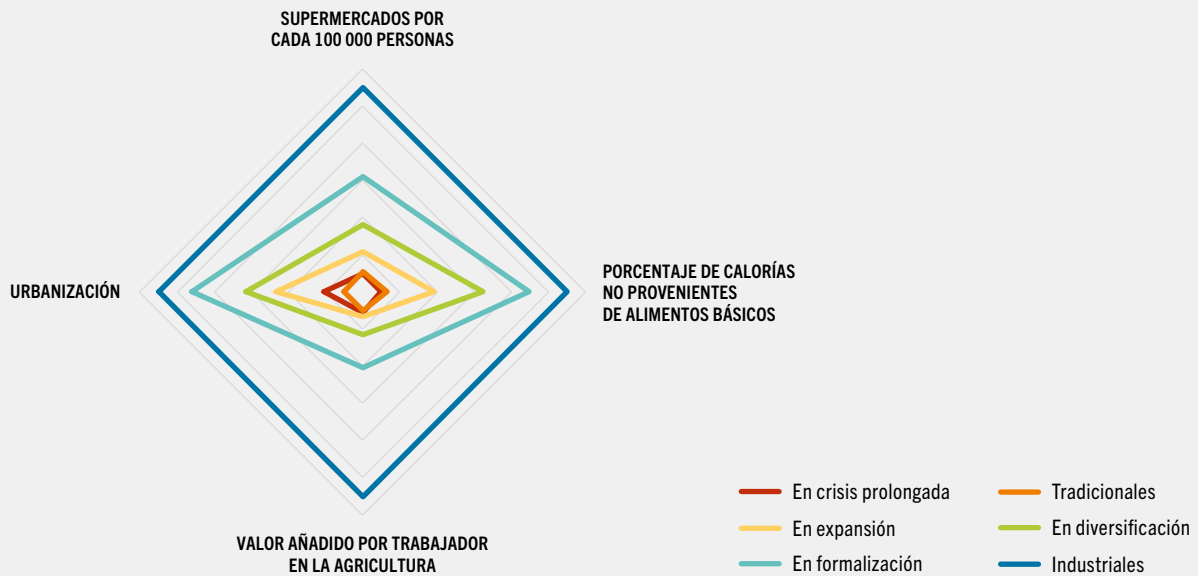 SUPERMERCADOS POR
CADA 100 000 PERSONAS
URBANIZACIÓN
PORCENTAJE DE CALORÍAS
NO PROVENIENTES
DE ALIMENTOS BÁSICOS
VALOR AÑADIDO POR TRABAJADOR
EN LA AGRICULTURA
En crisis prolongada
Tradicionales
En expansión
En diversificación
En formalización
Industriales